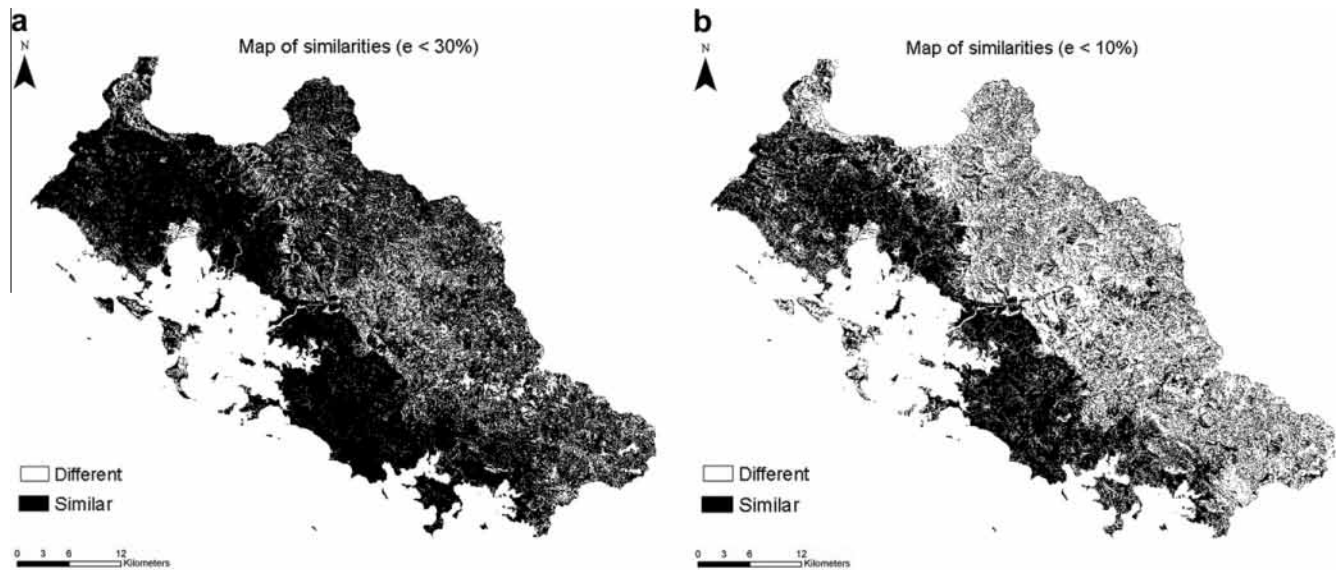 a
N
Map of similarities (e < 30%)
Different
Similar
0 3 6 12
Kilometers
b
N
Map of similarities (e < 10%)
Different
Similar
0 3 6 12
Kilometers